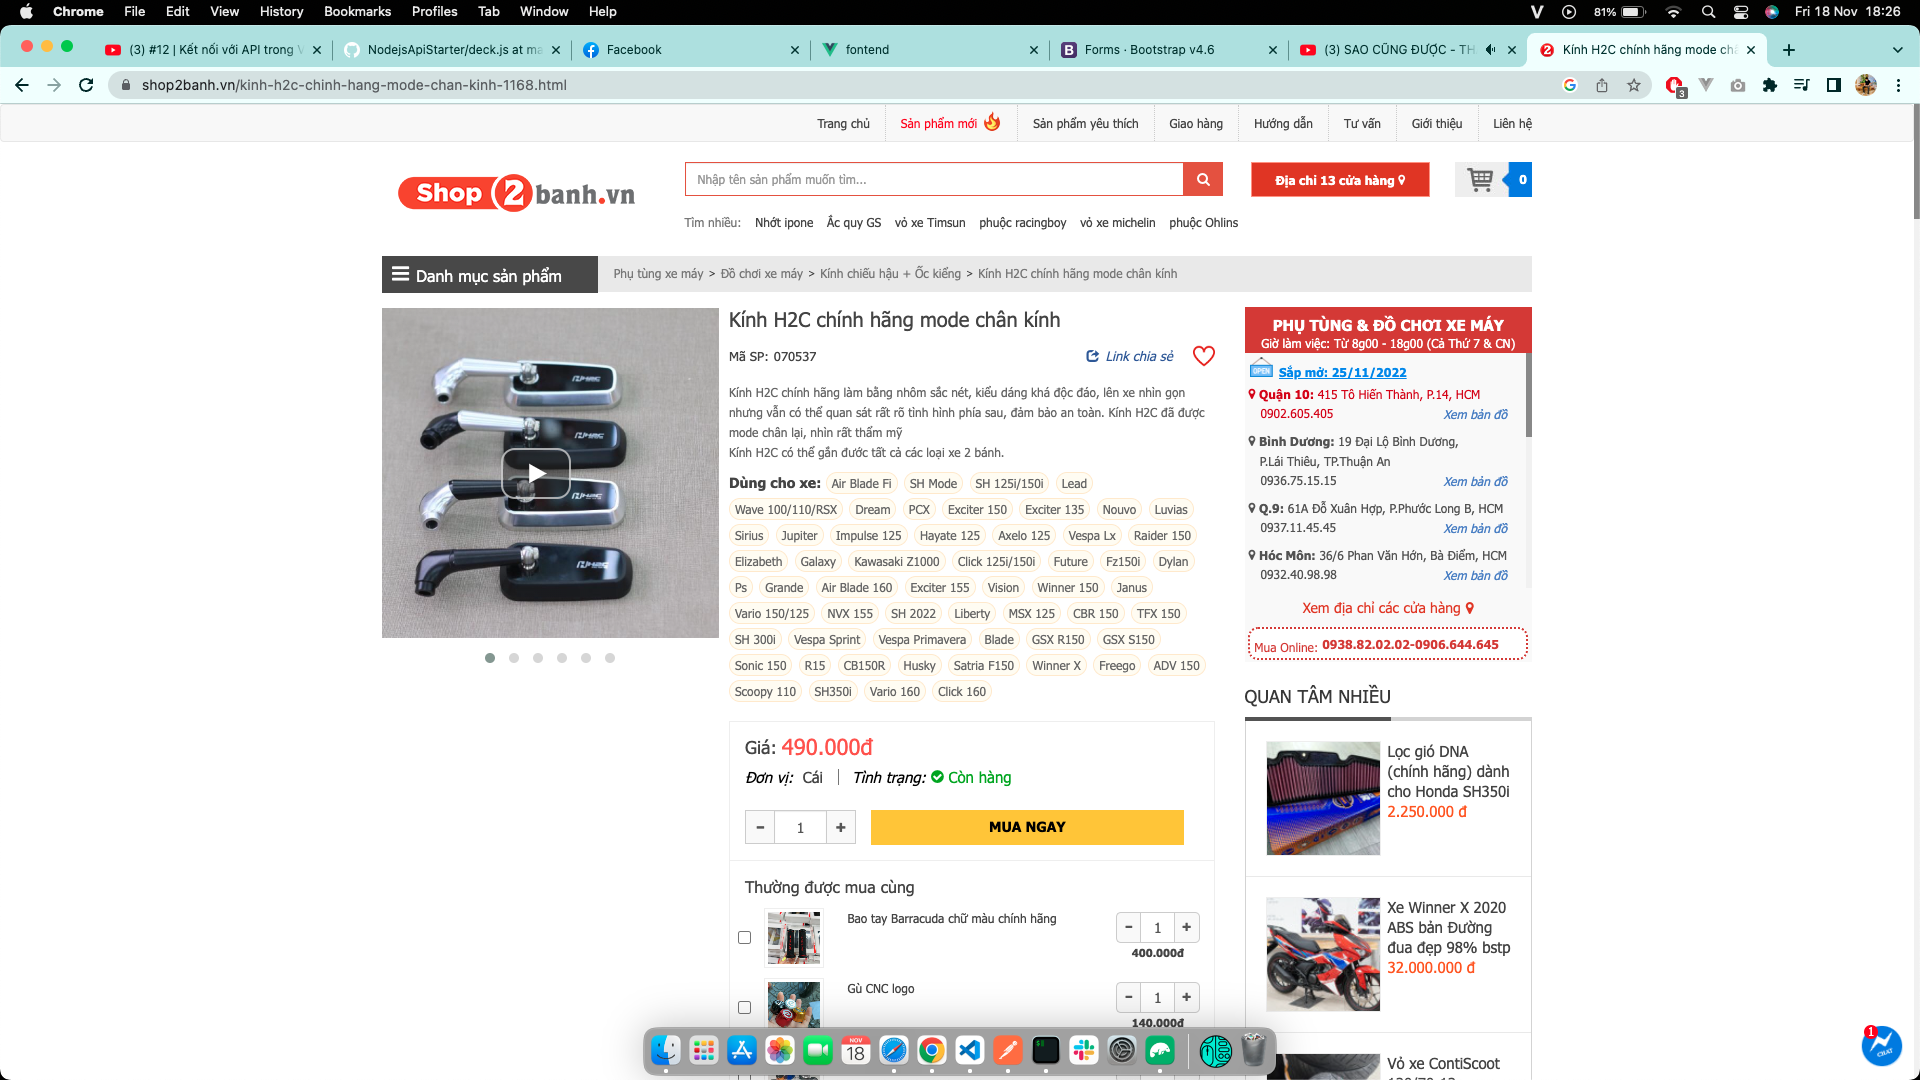 Chrome File Edit View History Bookmarks Profiles Tab Window Help 81% Fri 18 Nov 18:26
(3) #12 | Kết nối với API trong V
NodejsApiStarter/deck.js at ma
Facebook
fontend
Forms · Bootstrap v4.6
(3) SAO CŨNG ĐƯỢC - TH
Kính H2C chính hãng mode châ
shop2banh.vn/kinh-h2c-chinh-hang-mode-chan-kinh-1168.html
3
Trang chủ Sản phẩm mới Sản phẩm yêu thích Giao hàng Hướng dẫn Tư vấn Giới thiệu Liên hệ
Shop 2 banh.vn
Nhập tên sản phẩm muốn tìm...
Địa chỉ 13 cửa hàng
0
Tìm nhiều: Nhớt ipone Ắc quy GS vỏ xe Timsun phuộc racingboy vỏ xe michelin phuộc Ohlins
Danh mục sản phẩm
Phụ tùng xe máy > Đồ chơi xe máy > Kính chiếu hậu + Ốc kiểng > Kính H2C chính hãng mode chân kính
Kính H2C chính hãng mode chân kính
Mã SP: 070537
Link chia sẻ
Kính H2C chính hãng làm bằng nhôm sắc nét, kiểu dáng khá độc đáo, lên xe nhìn gọn
nhưng vẫn có thể quan sát rất rõ tình hình phía sau, đảm bảo an toàn. Kính H2C đã được
mode chân lại, nhìn rất thẩm mỹ
Kính H2C có thể gắn đước tất cả các loại xe 2 bánh.
Dùng cho xe: Air Blade Fi SH Mode SH 125i/150i Lead
Wave 100/110/RSX Dream PCX Exciter 150 Exciter 135 Nouvo Luvias
Sirius Jupiter Impulse 125 Hayate 125 Axelo 125 Vespa Lx Raider 150
Elizabeth Galaxy Kawasaki Z1000 Click 125i/150i Future Fz150i Dylan
Ps Grande Air Blade 160 Exciter 155 Vision Winner 150 Janus
Vario 150/125 NVX 155 SH 2022 Liberty MSX 125 CBR 150 TFX 150
SH 300i Vespa Sprint Vespa Primavera Blade GSX R150 GSX S150
Sonic 150 R15 CB150R Husky Satria F150 Winner X Freego ADV 150
Scoopy 110 SH350i Vario 160 Click 160
Giá: 490.000đ
Đơn vị: Cái Tình trạng: Còn hàng
- 1 + MUA NGAY
Thường được mua cùng
Bao tay Barracuda chữ màu chính hãng
- 1 +
400.000đ
Gù CNC logo
- 1 +
140.000đ
PHỤ TÙNG & ĐỒ CHƠI XE MÁY
Giờ làm việc: Từ 8g00 - 18g00 (Cả Thứ 7 & CN)
OPEN Sắp mở: 25/11/2022
Quận 10: 415 Tô Hiến Thành, P.14, HCM
0902.605.405 Xem bản đồ
Bình Dương: 19 Đại Lộ Bình Dương,
P.Lái Thiêu, TP.Thuận An
0936.75.15.15 Xem bản đồ
Q.9: 61A Đỗ Xuân Hợp, P.Phước Long B, HCM
0937.11.45.45 Xem bản đồ
Hóc Môn: 36/6 Phan Văn Hớn, Bà Điểm, HCM
0932.40.98.98 Xem bản đồ
Xem địa chỉ các cửa hàng
Mua Online: 0938.82.02.02-0906.644.645
QUAN TÂM NHIỀU
Lọc gió DNA
(chính hãng) dành
cho Honda SH350i
2.250.000 đ
Xe Winner X 2020
ABS bản Đường
đua đẹp 98% bstp
32.000.000 đ
Vỏ xe ContiScoot
NOV
18
1
CHAT